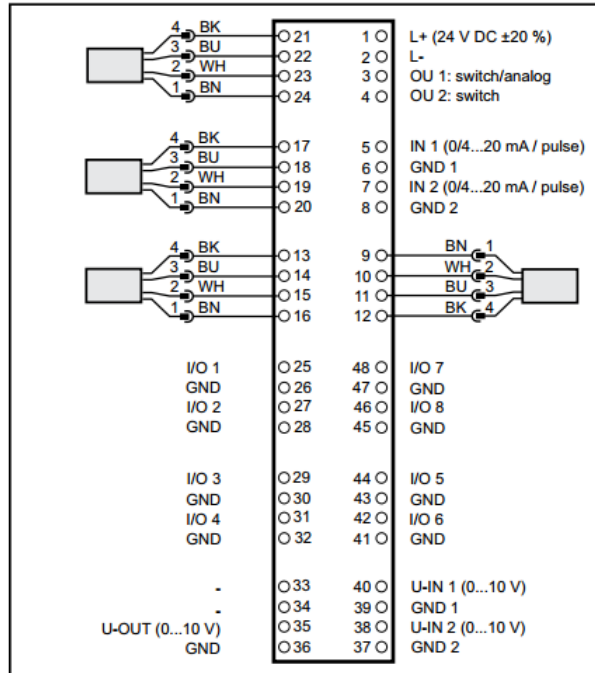 4 BK 21 1 L+ (24 V DC ±20 %)
3 BU 22 2 L-
2 WH 23 3 OU 1: switch/analog
1 BN 24 4 OU 2: switch
4 BK 17 5 IN 1 (0/4...20 mA / pulse)
3 BU 18 6 GND 1
2 WH 19 7 IN 2 (0/4...20 mA / pulse)
1 BN 20 8 GND 2
4 BK 13 9 BN 1
3 BU 14 10 WH 2
2 WH 15 11 BU 3
1 BN 16 12 BK 4
I/O 1 25 48 I/O 7
GND 26 47 GND
I/O 2 27 46 I/O 8
GND 28 45 GND
I/O 3 29 44 I/O 5
GND 30 43 GND
I/O 4 31 42 I/O 6
GND 32 41 GND
- 33 40 U-IN 1 (0...10 V)
- 34 39 GND 1
U-OUT (0...10 V) 35 38 U-IN 2 (0...10 V)
GND 36 37 GND 2